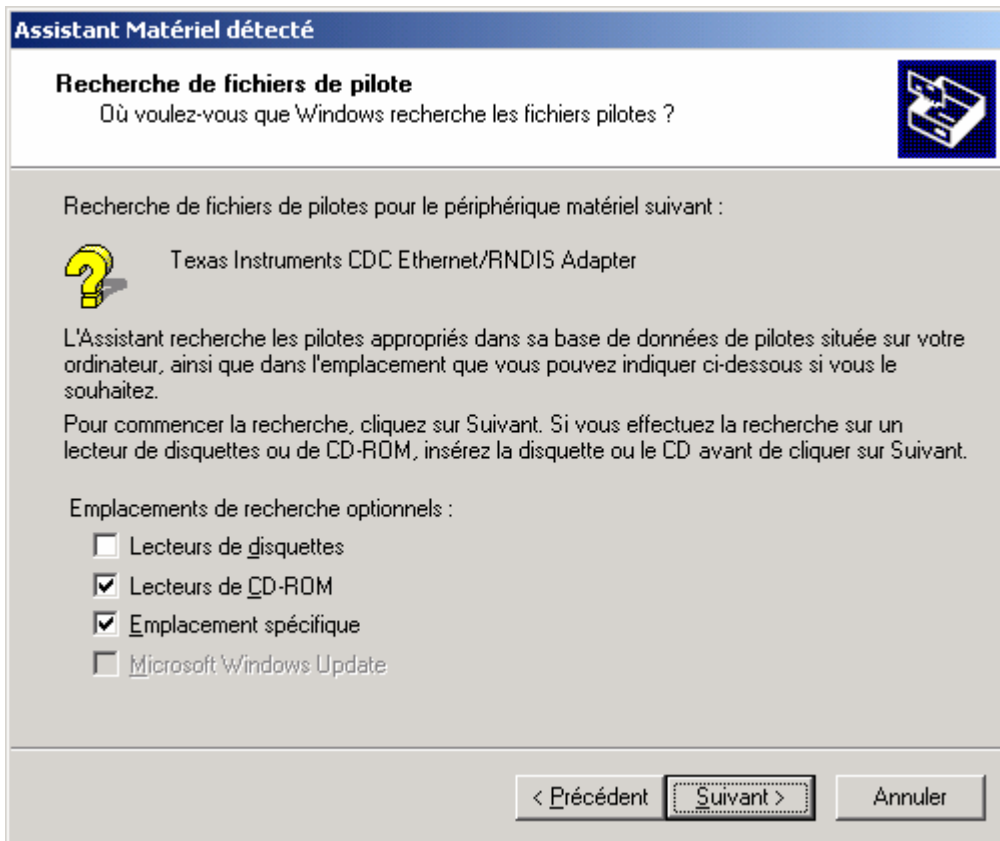 Assistant Matériel détecté
Recherche de fichiers de pilote
Où voulez-vous que Windows recherche les fichiers pilotes ?
Recherche de fichiers de pilotes pour le périphérique matériel suivant :
Texas Instruments CDC Ethernet/RNDIS Adapter
L'Assistant recherche les pilotes appropriés dans sa base de données de pilotes située sur votre
ordinateur, ainsi que dans l'emplacement que vous pouvez indiquer ci-dessous si vous le
souhaitez.
Pour commencer la recherche, cliquez sur Suivant. Si vous effectuez la recherche sur un
lecteur de disquettes ou de CD-ROM, insérez la disquette ou le CD avant de cliquer sur Suivant.
Emplacements de recherche optionnels :
Lecteurs de disquettes
Lecteurs de CD-ROM
Emplacement spécifique
Microsoft Windows Update
< Précédent
Suivant >
Annuler